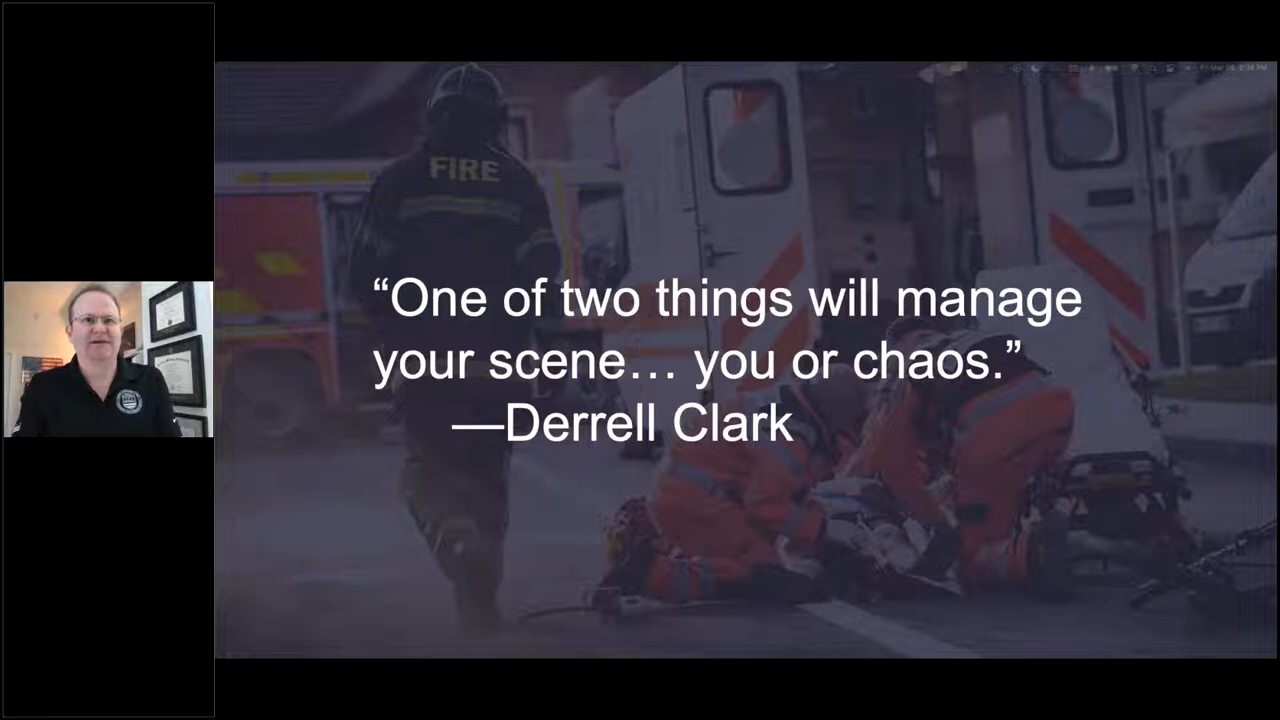 FIRE
“One of two things will manage
your scene… you or chaos.”
—Derrell Clark